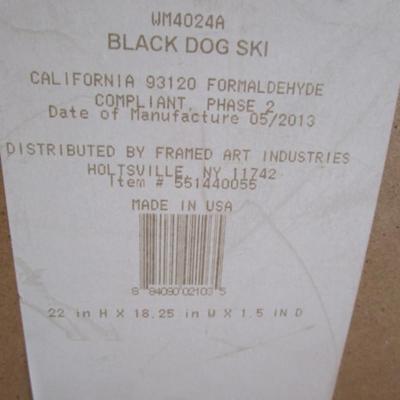 WM4024A
BLACK DOG SKI
CALIFORNIA 93120 FORMALDEHYDE
COMPLIANT, PHASE 2
Date of Manufacture 05/2013
DISTRIBUTED BY FRAMED ART INDUSTRIES
HOLTSVILLE, NY 11742
Item # 551440055
MADE IN USA
8 84090 02103 5
22 in H X 18.25 in W X 1.5 IN D